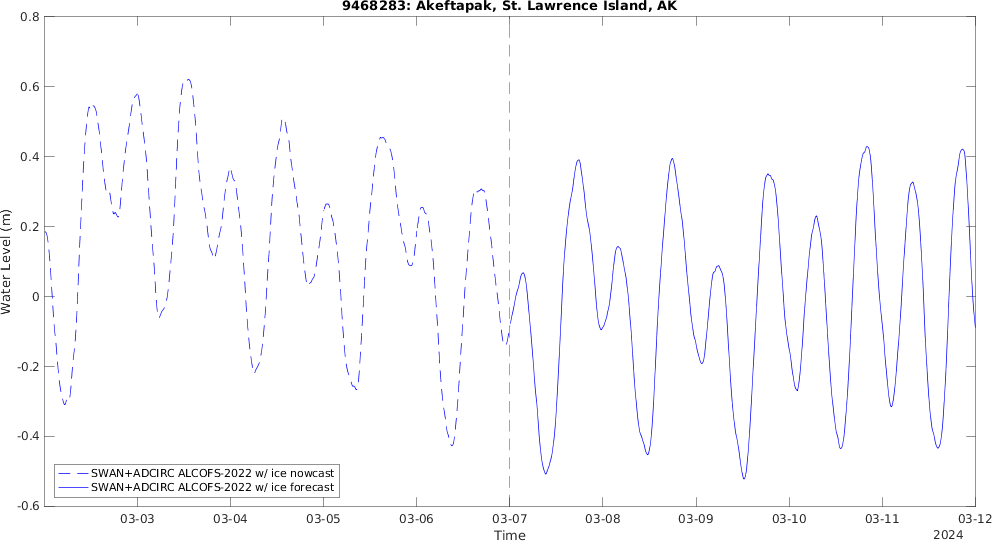 9468283: Akeftapak, St. Lawrence Island, AK
0.8
0.6
0.4
0.2
0
-0.2
-0.4
-0.6
Water Level (m)
SWAN+ADCIRC ALCOFS-2022 w/ ice nowcast
SWAN+ADCIRC ALCOFS-2022 w/ ice forecast
03-03 03-04 03-05 03-06 03-07 03-08 03-09 03-10 03-11 03-12
Time
2024